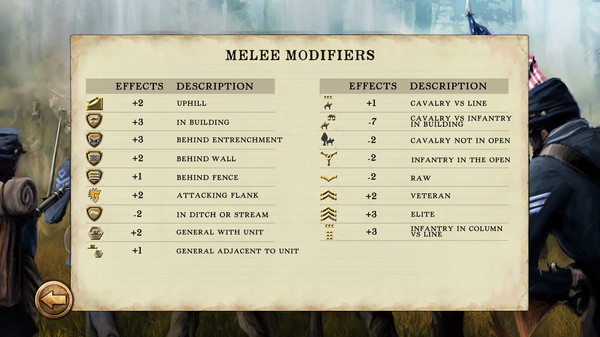 MELEE MODIFIERS
EFFECTS DESCRIPTION
+2 UPHILL
+3 IN BUILDING
+3 BEHIND ENTRENCHMENT
+2 BEHIND WALL
+1 BEHIND FENCE
+2 ATTACKING FLANK
-2 IN DITCH OR STREAM
+2 GENERAL WITH UNIT
+1 GENERAL ADJACENT TO UNIT
EFFECTS DESCRIPTION
+1 CAVALRY VS LINE
-7 CAVALRY VS INFANTRY
IN BUILDING
-2 CAVALRY NOT IN OPEN
-2 INFANTRY IN THE OPEN
-2 RAW
+2 VETERAN
+3 ELITE
+3 INFANTRY IN COLUMN
VS LINE